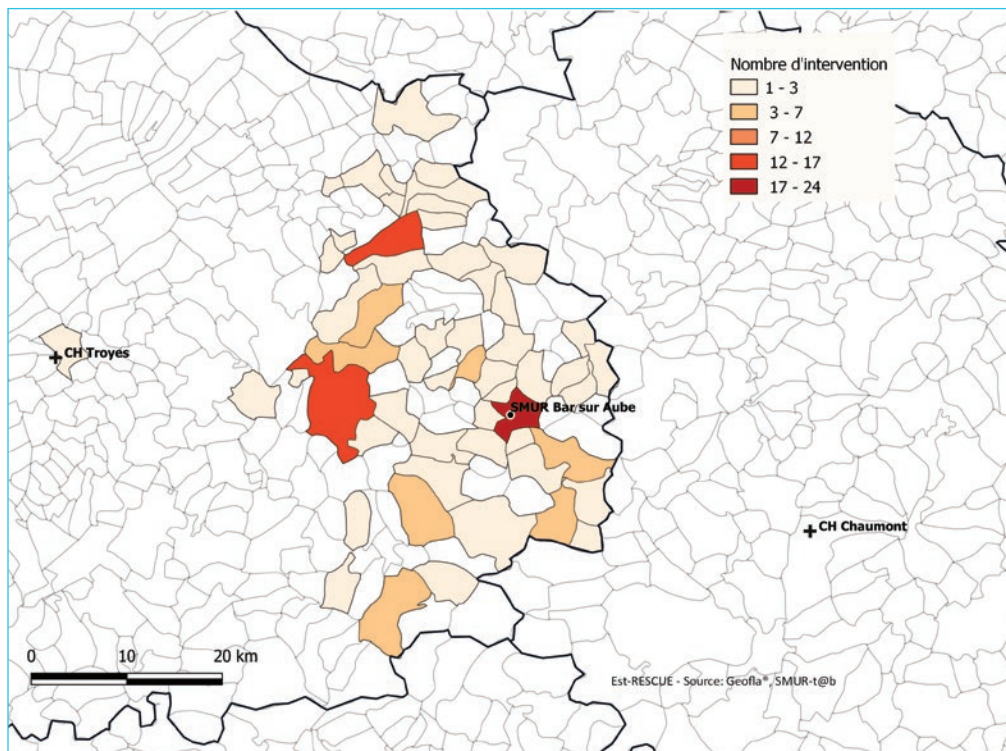 Nombre d'intervention
1 - 3
3 - 7
7 - 12
12 - 17
17 - 24
CH Troyes
SMUR Bar sur Aube
CH Chaumont
0 10 20 km
Est-RESCUE - Source: Geofla®, SMUR-t@b